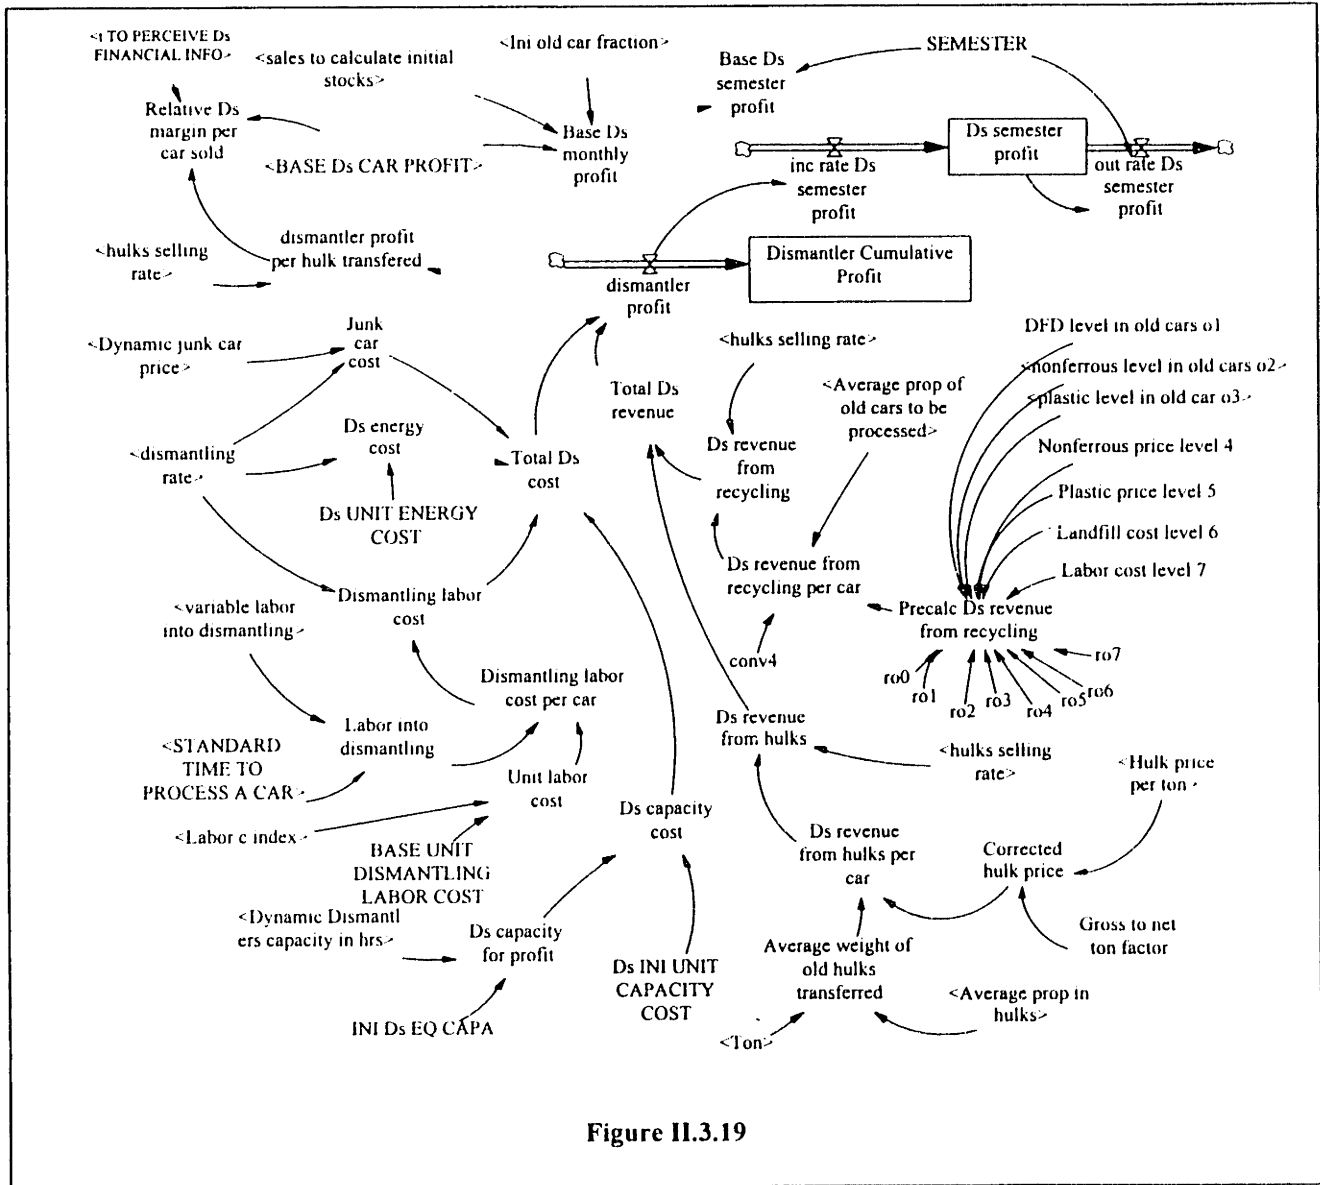 <t TO PERCEIVE Ds
FINANCIAL INFO>
<sales to calculate initial
stocks>
<Ini old car fraction>
Base Ds
semester
profit
SEMESTER
Relative Ds
margin per
car sold
<BASE Ds CAR PROFIT>
Base Ds
monthly
profit
inc rate Ds
semester
profit
Ds semester
profit
out rate Ds
semester
profit
<hulks selling
rate>
dismantler profit
per hulk transfered
dismantler
profit
Dismantler Cumulative
Profit
<Dynamic junk car
price>
Junk
car
cost
<hulks selling rate>
DFD level in old cars o1
<nonferrous level in old cars o2>
<plastic level in old car o3>
Nonferrous price level 4
Plastic price level 5
Landfill cost level 6
Labor cost level 7
Total Ds
revenue
<Average prop of
old cars to be
processed>
<dismantling
rate>
Ds energy
cost
Ds UNIT ENERGY
COST
Total Ds
cost
Ds revenue
from
recycling
Ds revenue from
recycling per car
conv4
Precalc Ds revenue
from recycling
ro0
ro1
ro2
ro3
ro4
ro5
ro6
ro7
<variable labor
into dismantling>
Dismantling labor
cost
Dismantling labor
cost per car
Labor into
dismantling
<STANDARD
TIME TO
PROCESS A CAR>
Unit labor
cost
<Labor c index>
BASE UNIT
DISMANTLING
LABOR COST
Ds revenue
from hulks
<hulks selling
rate>
<Hulk price
per ton>
Ds capacity
cost
Ds revenue
from hulks per
car
Corrected
hulk price
Gross to net
ton factor
<Dynamic Dismantl
ers capacity in hrs>
Ds capacity
for profit
INI Ds EQ CAPA
Ds INI UNIT
CAPACITY
COST
Average weight of
old hulks
transferred
<Average prop in
hulks>
<Ton>
Figure II.3.19